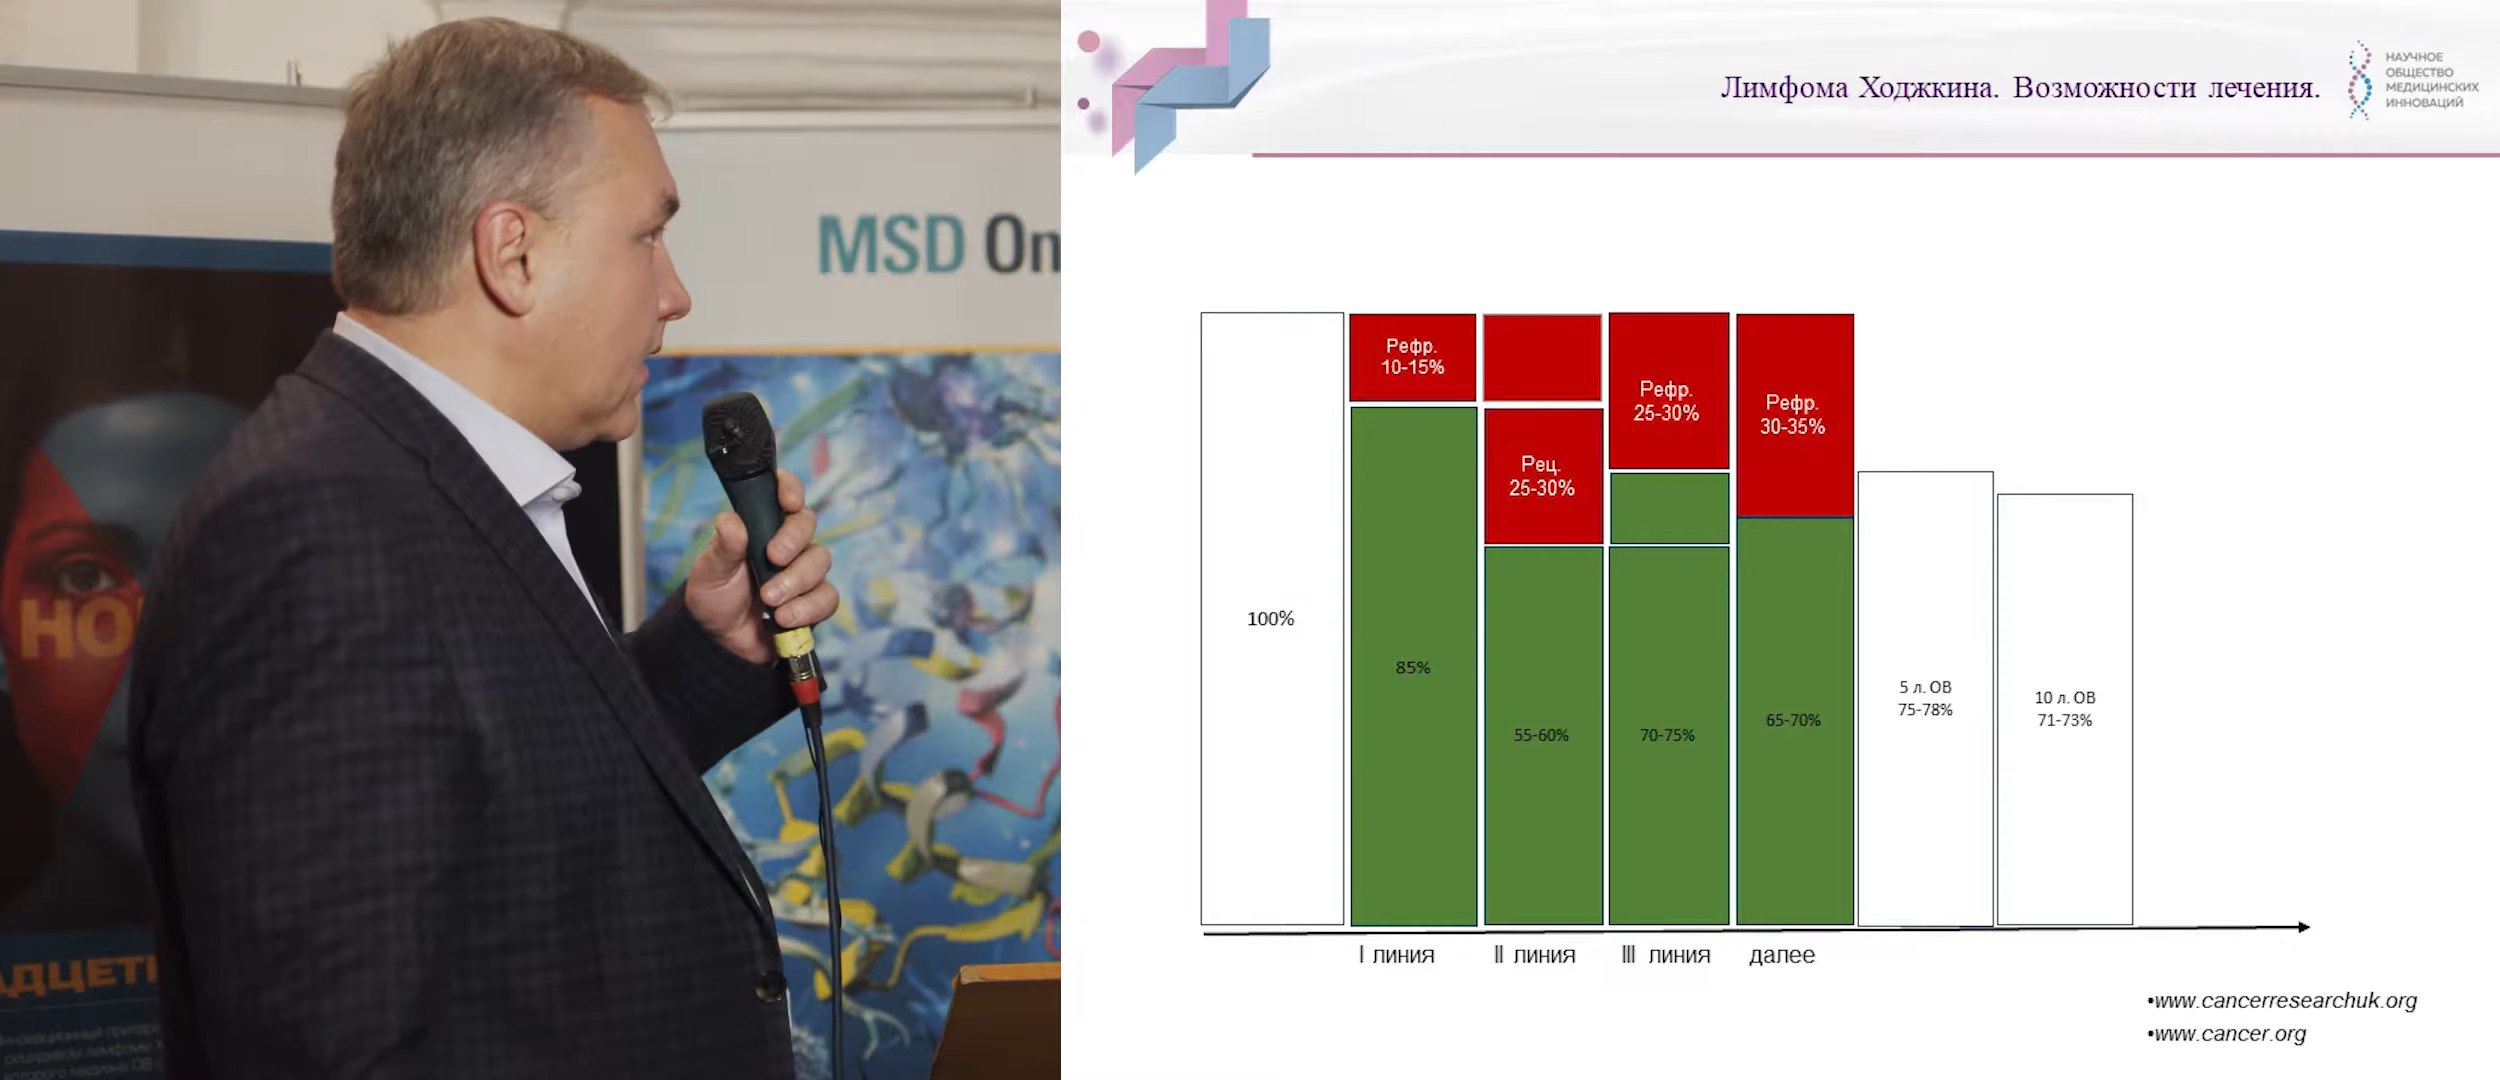 MSD On
НО
АДЦЕТ
Лимфома Ходжкина. Возможности лечения.
НАУЧНОЕ
ОБЩЕСТВО
МЕДИЦИНСКИХ
ИННОВАЦИЙ
100%
Рефр.
10-15%
85%
Рец.
25-30%
55-60%
Рефр.
25-30%
70-75%
Рефр.
30-35%
65-70%
5 л. ОВ
75-78%
10 л. ОВ
71-73%
I линия
II линия
III линия
далее
•www.cancerresearchuk.org
•www.cancer.org